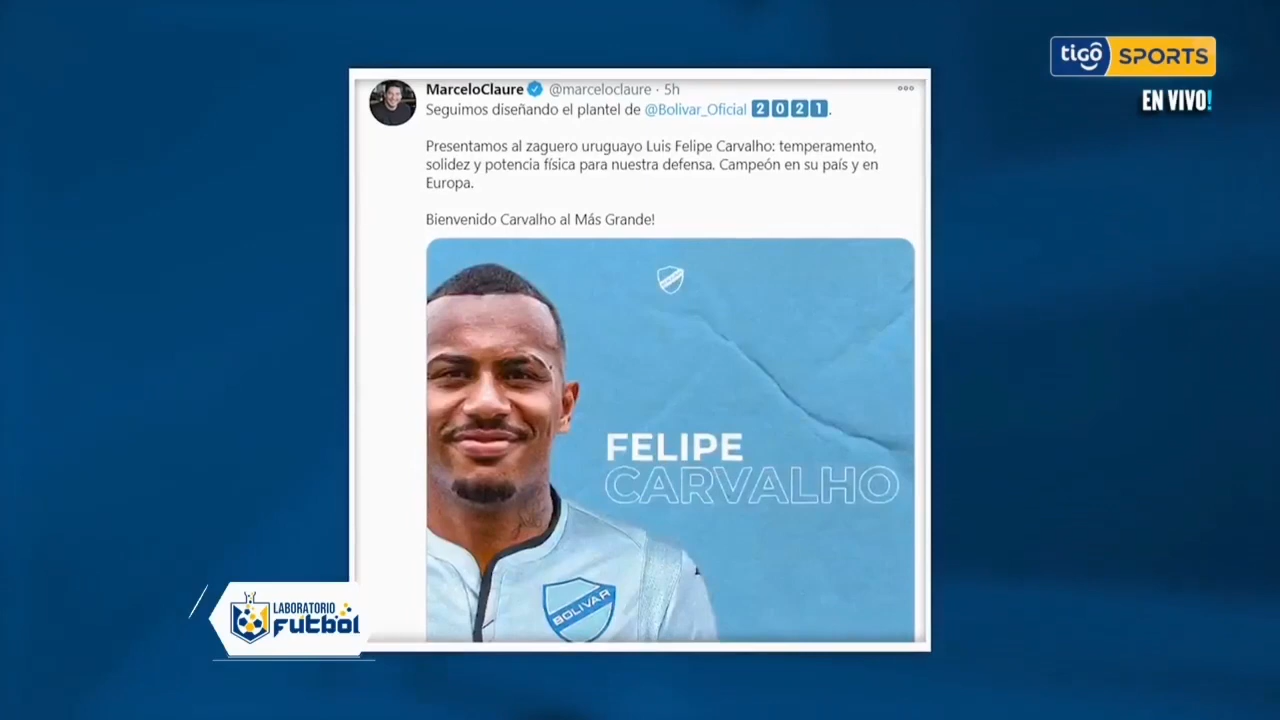 tigo SPORTS
EN VIVO!
MarceloClaure @marceloclaure · 5h
Seguimos diseñando el plantel de @Bolivar_Oficial 2021.
Presentamos al zaguero uruguayo Luis Felipe Carvalho: temperamento,
solidez y potencia física para nuestra defensa. Campeón en su país y en
Europa.
Bienvenido Carvalho al Más Grande!
BOLIVAR
FELIPE
CARVALHO
BOLIVAR
LABORATORIO
Futbol